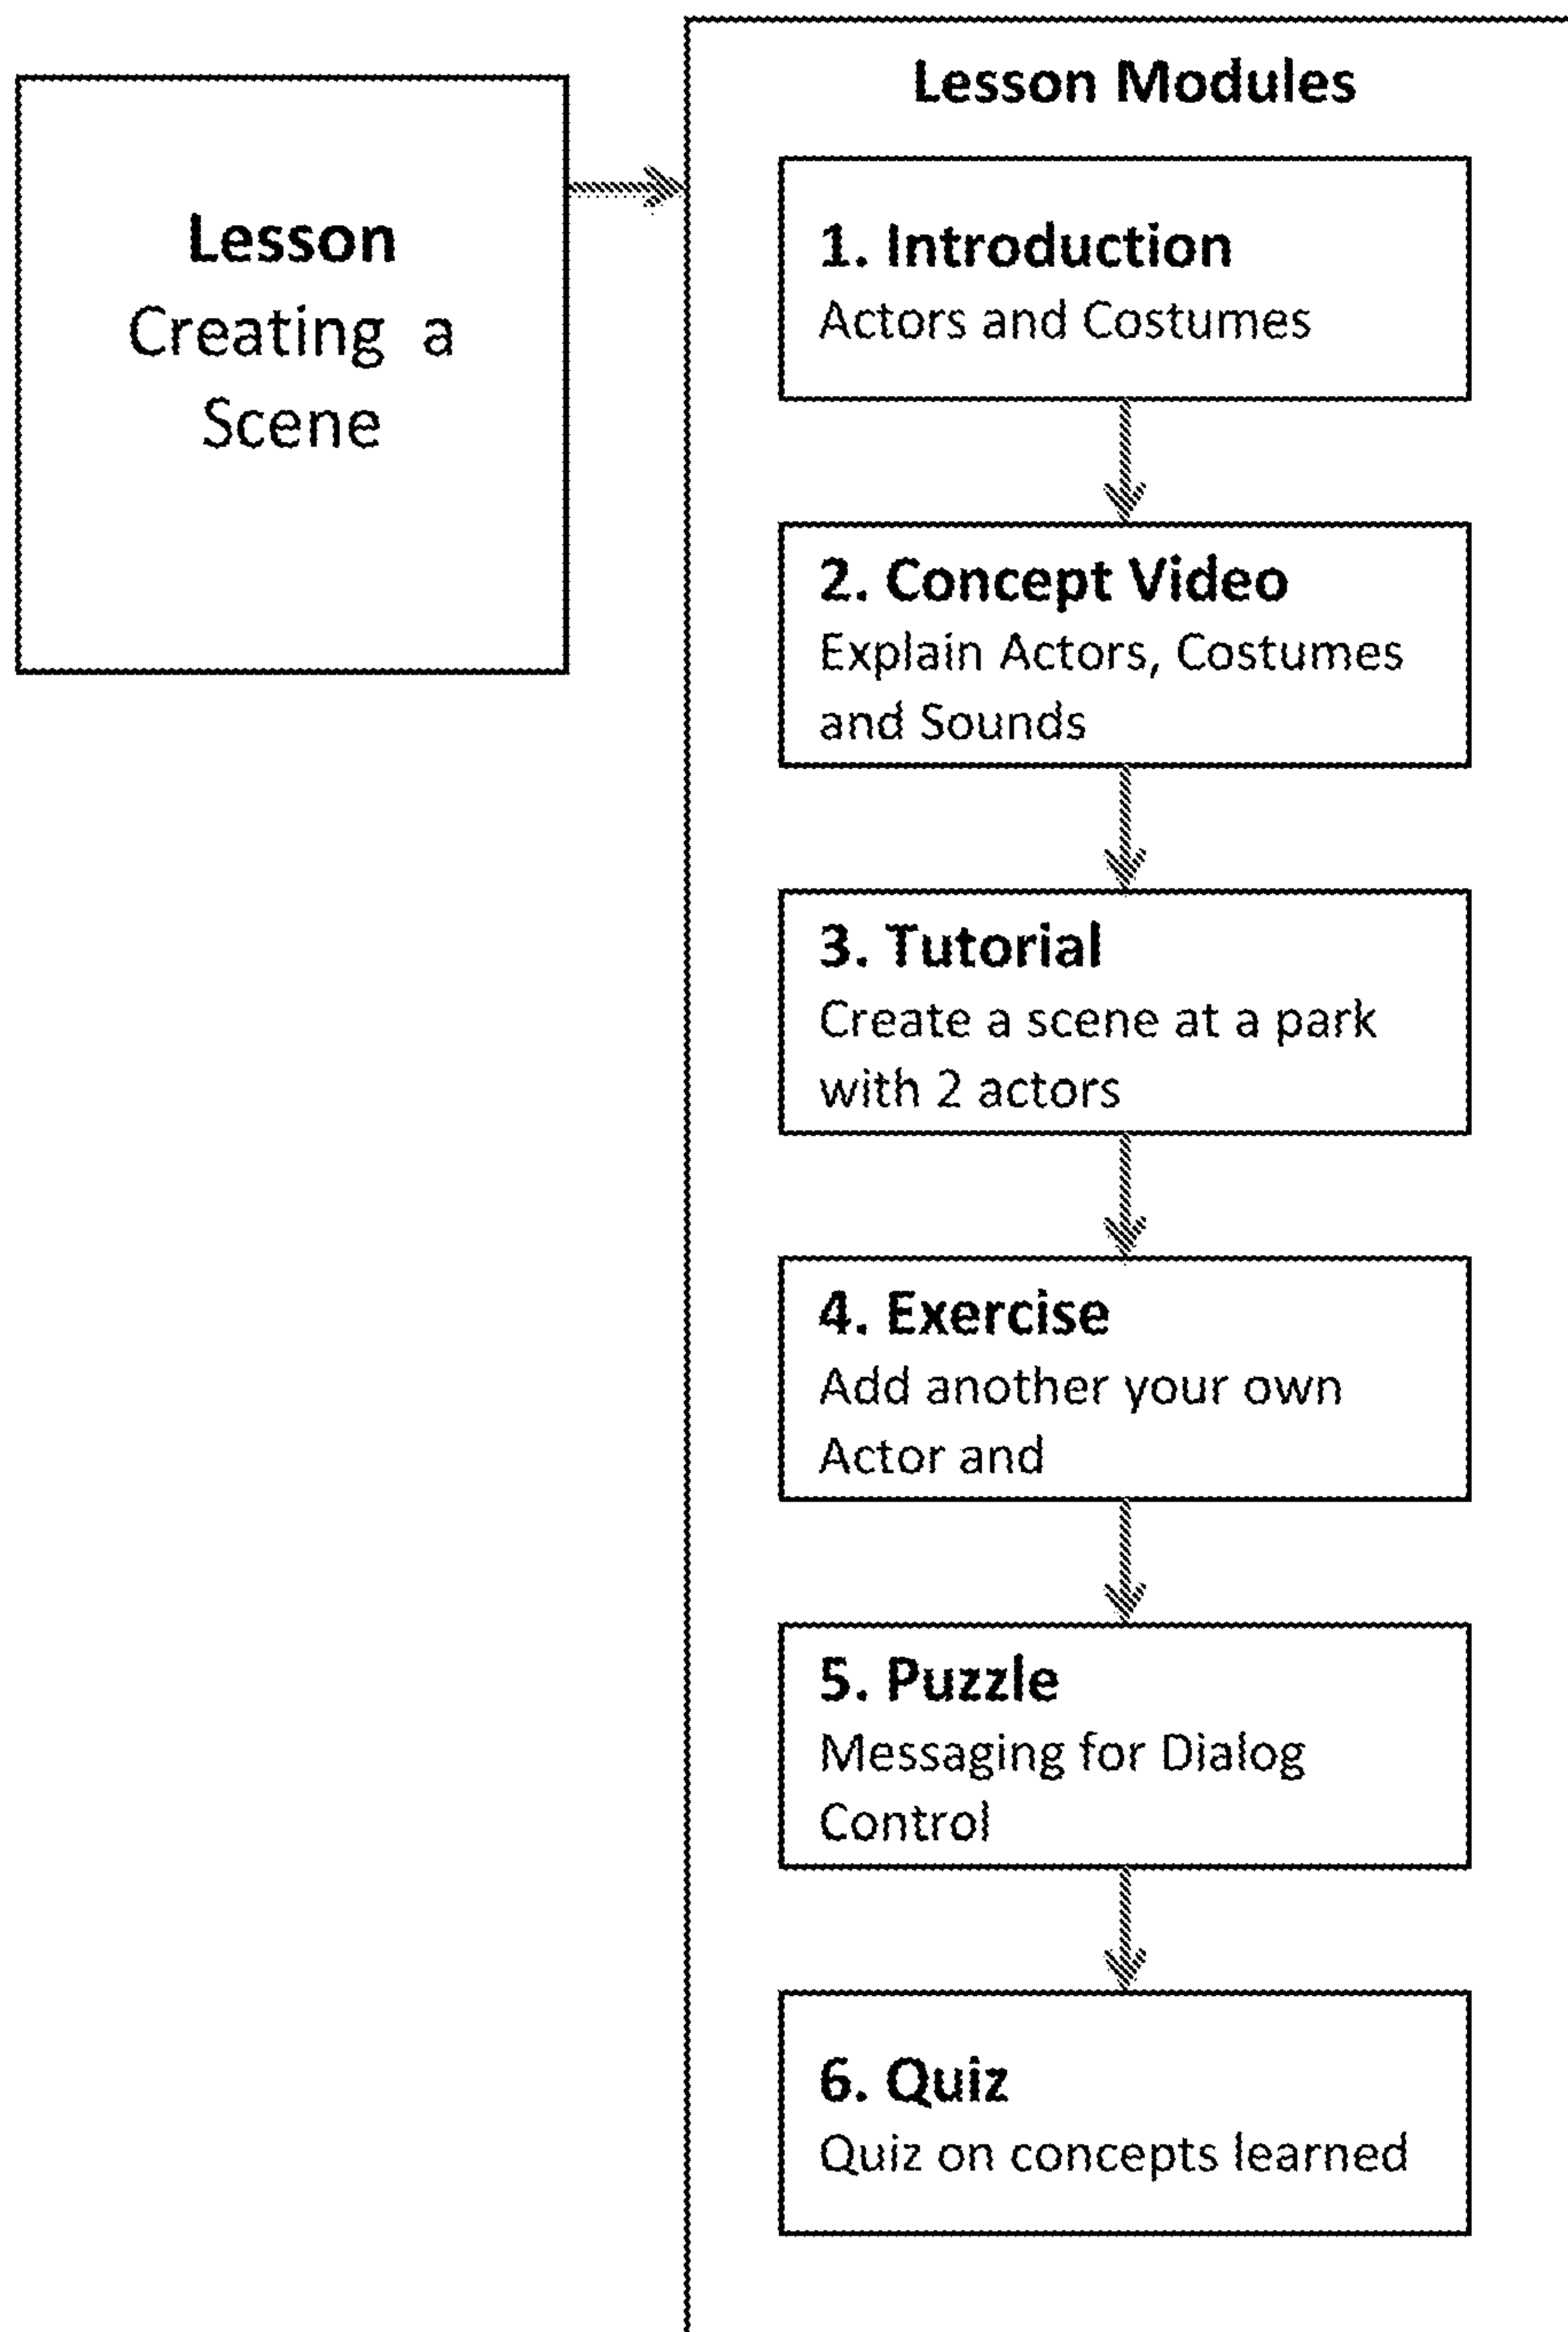 Lesson
Creating a
Scene
Lesson Modules
1. Introduction
Actors and Costumes
2. Concept Video
Explain Actors, Costumes
and Sounds
3. Tutorial
Create a scene at a park
with 2 actors
4. Exercise
Add another your own
Actor and
5. Puzzle
Messaging for Dialog
Control
6. Quiz
Quiz on concepts learned